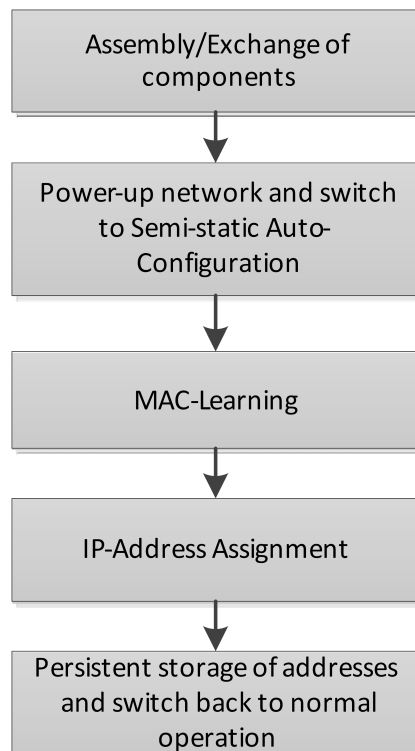 Assembly/Exchange of
components
Power-up network and switch
to Semi-static Auto-
Configuration
MAC-Learning
IP-Address Assignment
Persistent storage of addresses
and switch back to normal
operation